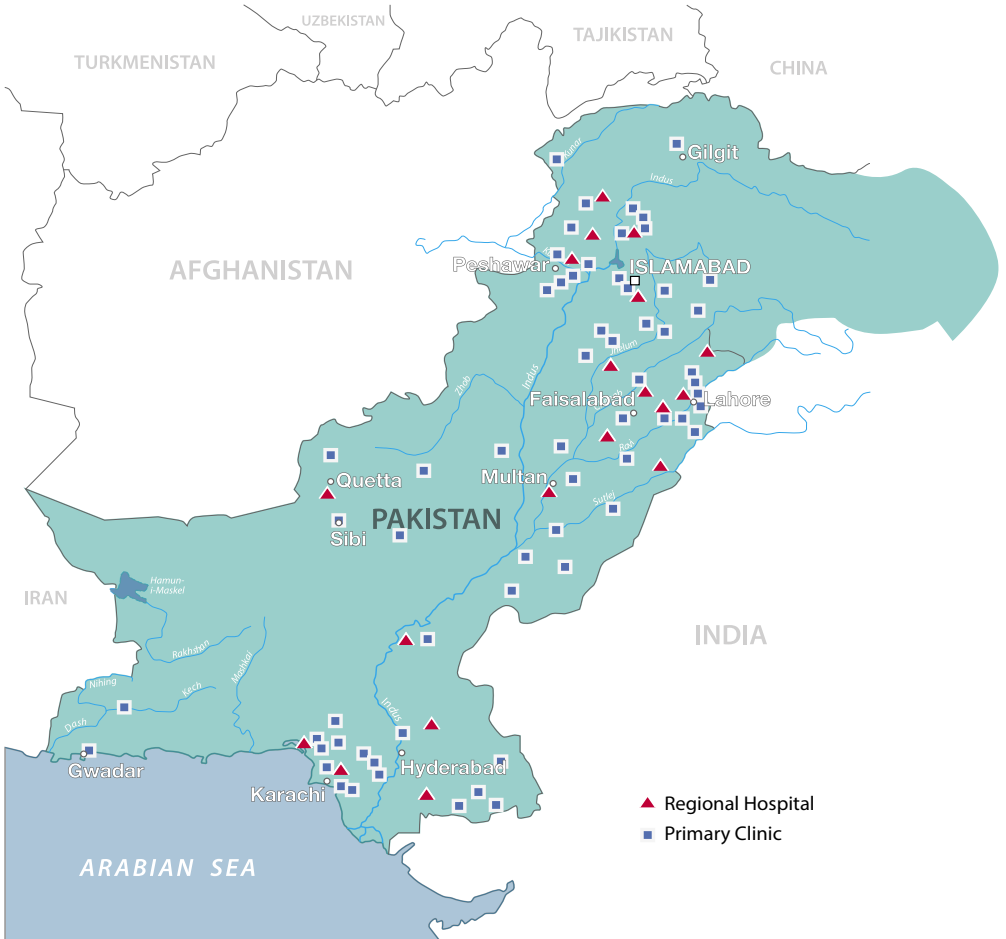 UZBEKISTAN
TAJIKISTAN
TURKMENISTAN
CHINA
Kunar
Gilgit
Indus
AFGHANISTAN
Peshawar
ISLAMABAD
Jhelum
Indus
Zhob
Faisalabad
Lahore
Ravi
Quetta
Multan
Sutlej
PAKISTAN
Sibi
Hamun-
i-Maskel
IRAN
INDIA
Rakhshan
Mashkai
Nihing
Kech
Dash
Indus
Gwadar
Hyderabad
Karachi
Regional Hospital
Primary Clinic
ARABIAN SEA